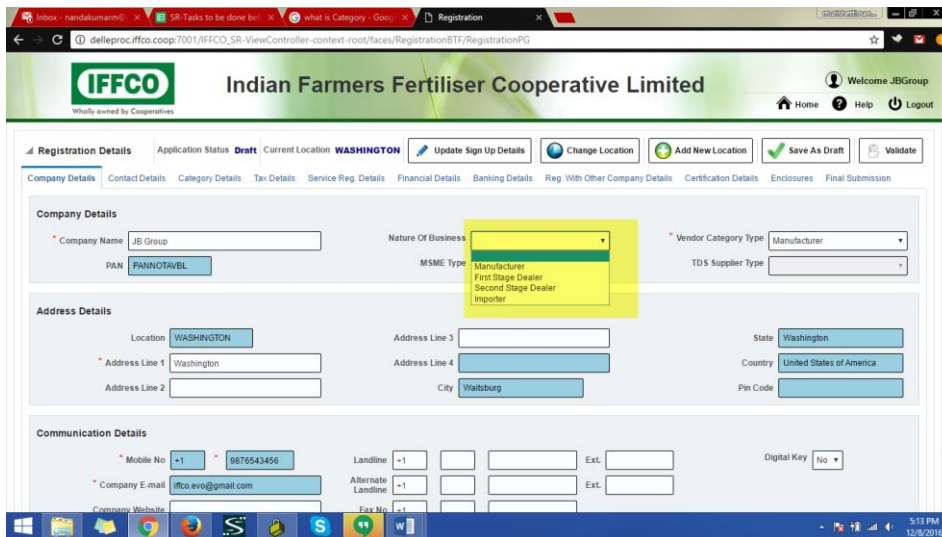 Inbox - nandakumarm@
SR-Tasks to be done bef
what is Category - Goog
Registration
delleproc.iffco.coop:7001/IFFCO_SR-ViewController-context-root/faces/RegistrationBTF/RegistrationPG
IFFCO
Wholly owned by Cooperatives
Indian Farmers Fertiliser Cooperative Limited
Welcome JBGroup
Home Help Logout
Registration Details Application Status Draft Current Location WASHINGTON Update Sign Up Details Change Location Add New Location Save As Draft Validate
Company Details Contact Details Category Details Tax Details Service Reg. Details Financial Details Banking Details Reg. With Other Company Details Certification Details Enclosures Final Submission
Company Details
* Company Name JB Group Nature Of Business * Vendor Category Type Manufacturer
PAN PANNOTAVBL MSME Type TDS Supplier Type
Manufacturer
First Stage Dealer
Second Stage Dealer
Importer
Address Details
Location WASHINGTON Address Line 3 State Washington
* Address Line 1 Washington Address Line 4 Country United States of America
Address Line 2 City Waitsburg Pin Code
Communication Details
* Mobile No +1 * 9876543456 Landline +1 Ext. Digital Key No
* Company E-mail iffco.evo@gmail.com Alternate Landline +1 Ext.
Company Website Fax No +1
5:13 PM
12/8/2016